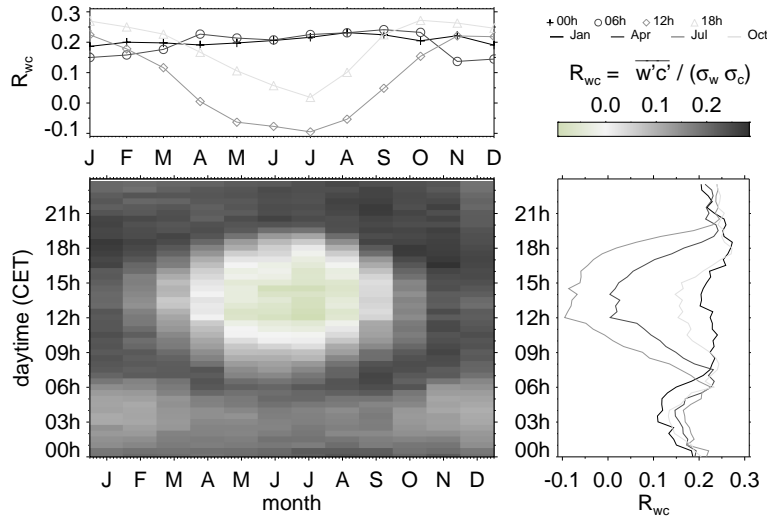 0.3
0.2
0.1
0.0
-0.1
R_wc
J F M A M J J A S O N D
00h 06h 12h 18h
Jan Apr Jul Oct
R_wc = w'c' / (σ_w σ_c)
0.0 0.1 0.2
21h
18h
15h
12h
09h
06h
03h
00h
daytime (CET)
J F M A M J J A S O N D
month
21h
18h
15h
12h
09h
06h
03h
00h
-0.1 0.0 0.1 0.2 0.3
R_wc